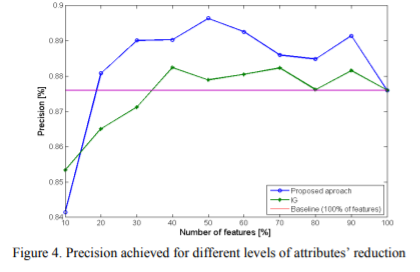 0.9
0.89
0.88
0.87
0.86
0.85
0.84
Precision [%]
10 20 30 40 50 60 70 80 90 100
Number of features [%]
Proposed aproach
IG
Baseline (100% of features)
Figure 4. Precision achieved for different levels of attributes' reduction